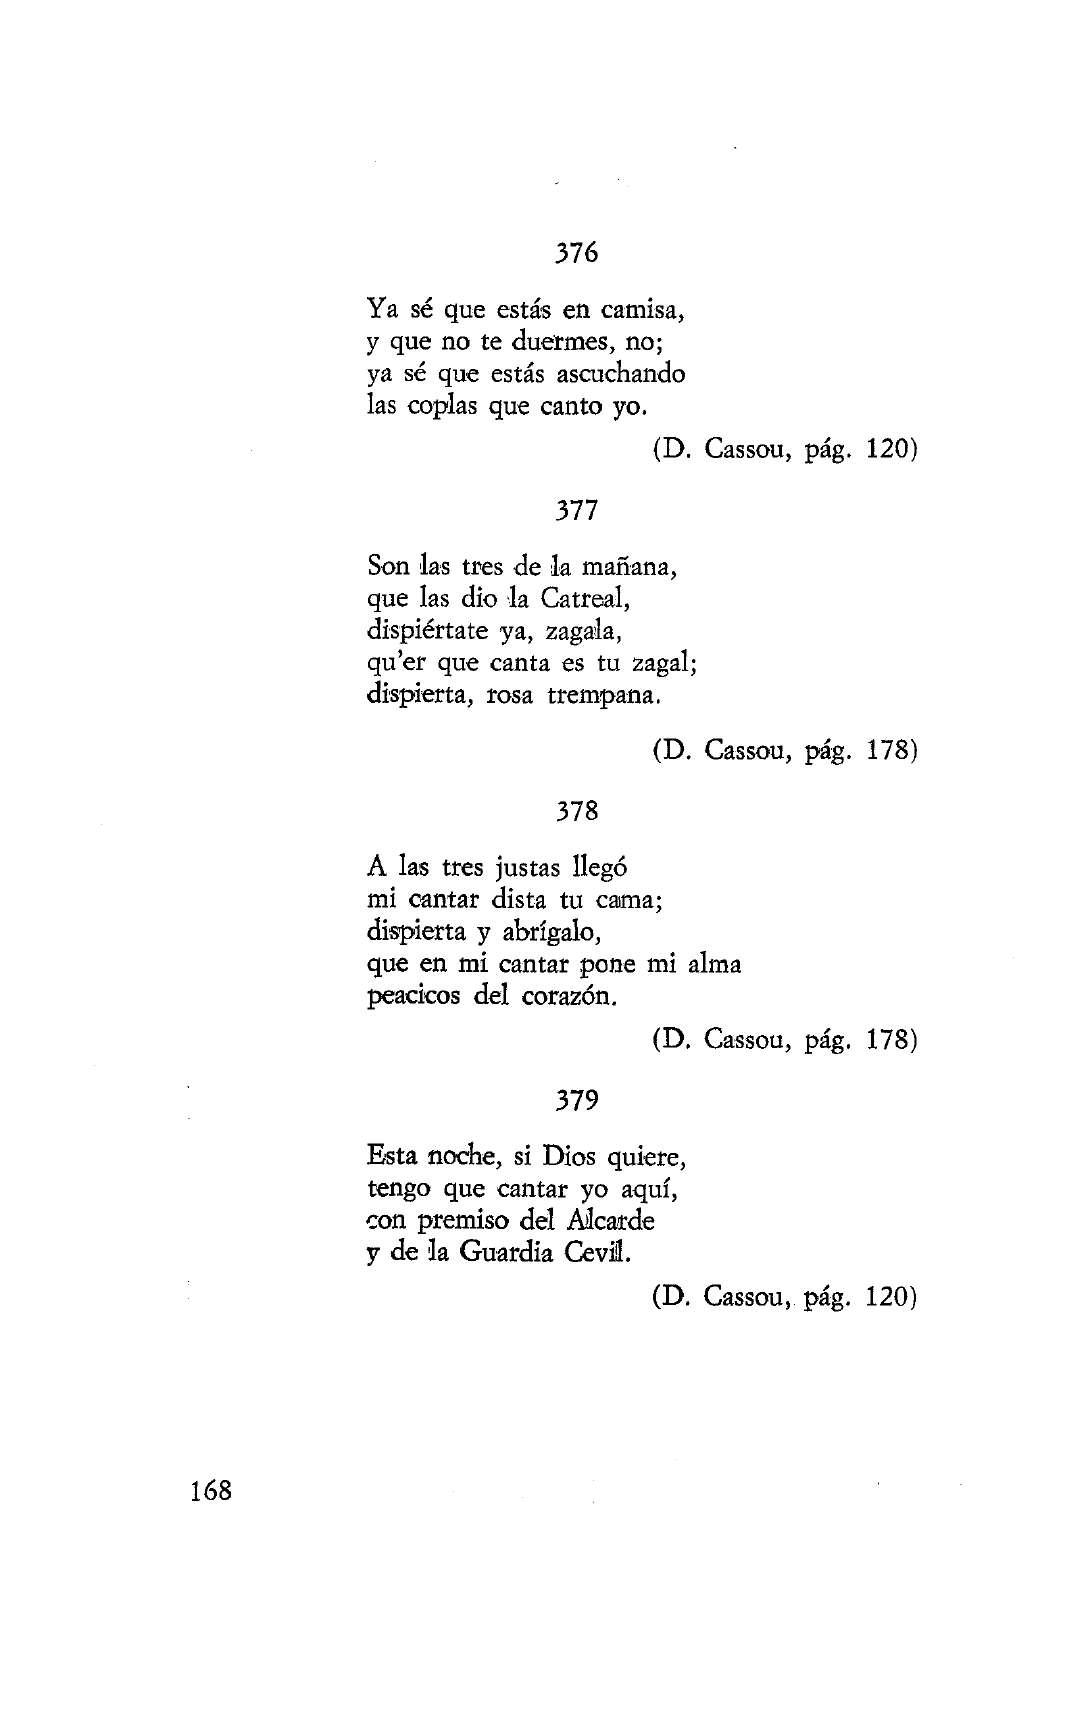 376
Ya sé que estás en camisa,
y que no te duermes, no;
ya sé que estás ascuchando
las coplas que canto yo.
(D. Cassou, pág. 120)
377
Son las tres de la mañana,
que las dio la Catreal,
dispiértate ya, zagala,
qu'er que canta es tu zagal;
dispierta, rosa trempana.
(D. Cassou, pág. 178)
378
A las tres justas llegó
mi cantar dista tu cama;
dispierta y abrígalo,
que en mi cantar pone mi alma
peacicos del corazón.
(D. Cassou, pág. 178)
379
Esta noche, si Dios quiere,
tengo que cantar yo aquí,
con premiso del Alcarde
y de la Guardia Cevil.
(D. Cassou, pág. 120)
168